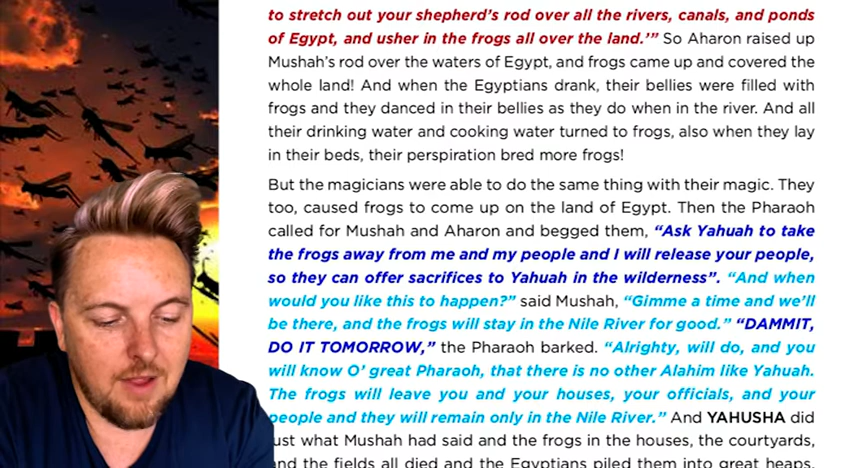 to stretch out your shepherd's rod over all the rivers, canals, and ponds
of Egypt, and usher in the frogs all over the land.'" So Aharon raised up
Mushah's rod over the waters of Egypt, and frogs came up and covered the
whole land! And when the Egyptians drank, their bellies were filled with
frogs and they danced in their bellies as they do when in the river. And all
their drinking water and cooking water turned to frogs, also when they lay
in their beds, their perspiration bred more frogs!
But the magicians were able to do the same thing with their magic. They
too, caused frogs to come up on the land of Egypt. Then the Pharaoh
called for Mushah and Aharon and begged them, "Ask Yahuah to take
the frogs away from me and my people and I will release your people,
so they can offer sacrifices to Yahuah in the wilderness". "And when
would you like this to happen?" said Mushah, "Gimme a time and we'll
be there, and the frogs will stay in the Nile River for good." "DAMMIT,
DO IT TOMORROW," the Pharaoh barked. "Alrighty, will do, and you
will know O' great Pharaoh, that there is no other Alahim like Yahuah.
The frogs will leave you and your houses, your officials, and your
people and they will remain only in the Nile River." And YAHUSHA did
just what Mushah had said and the frogs in the houses, the courtyards,
and the fields all died and the Egyptians piled them into great heaps,